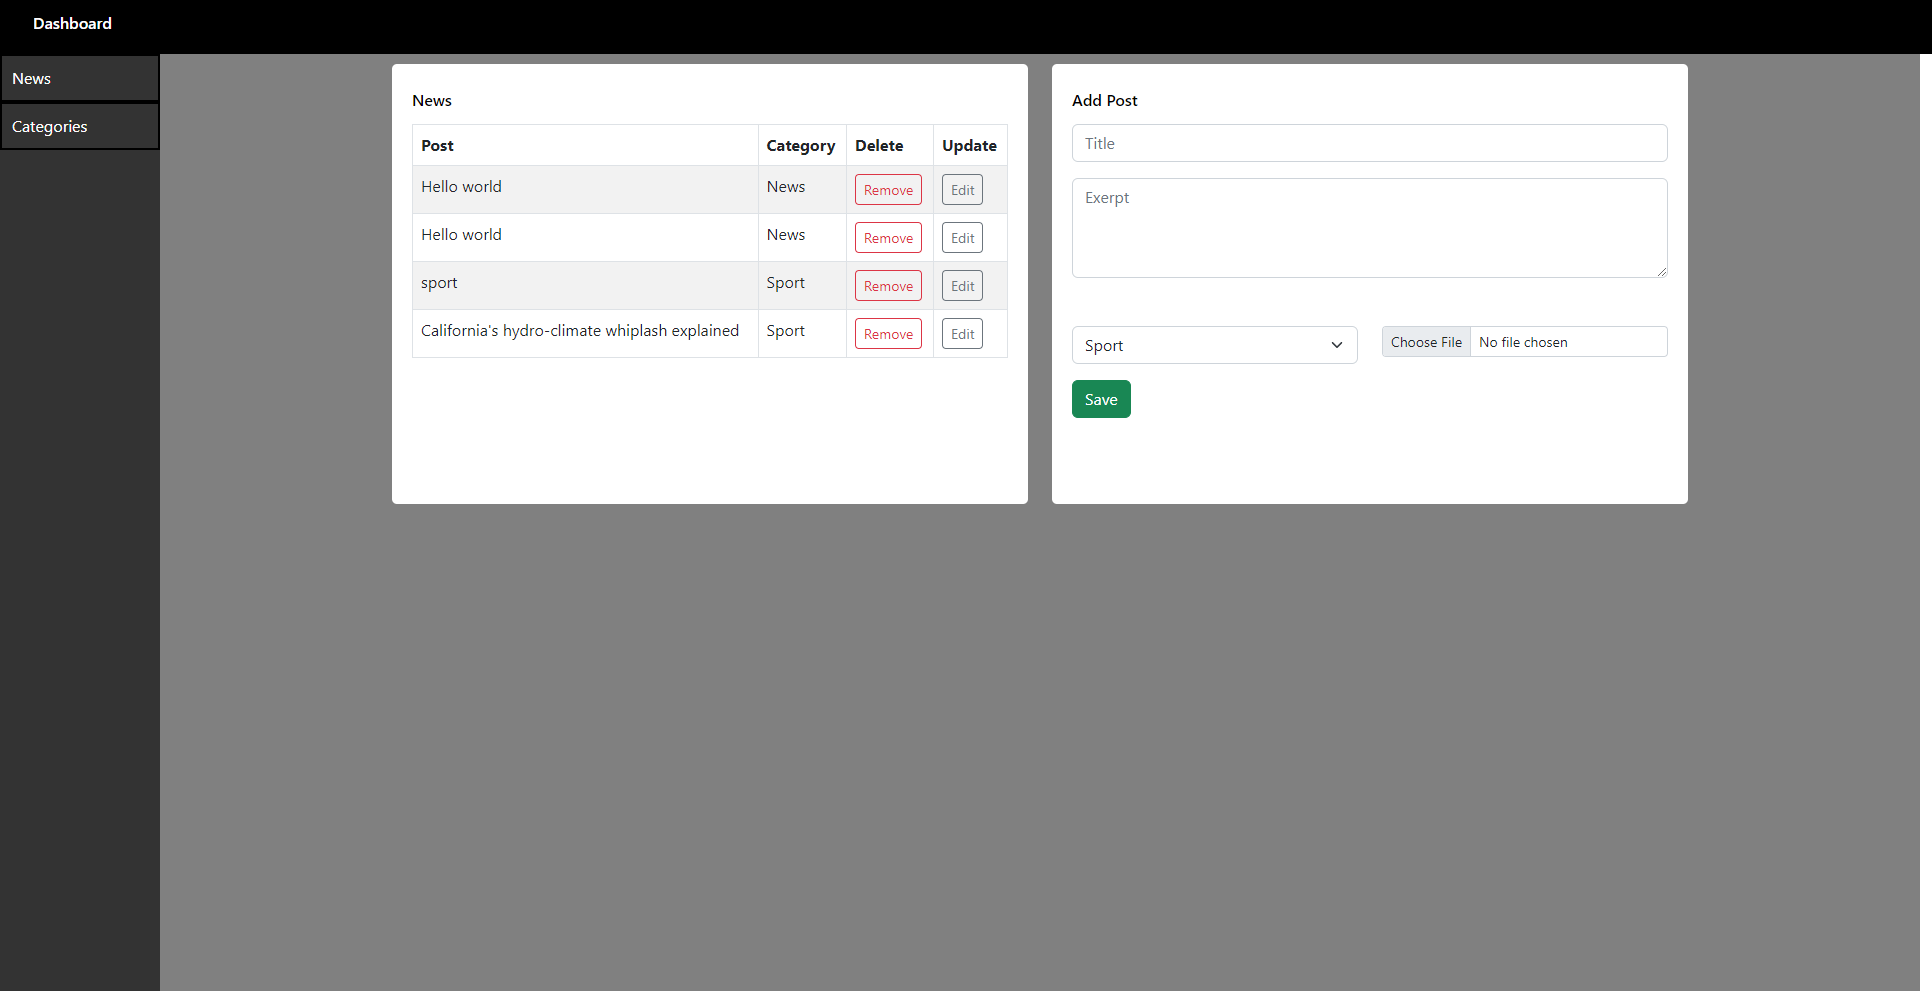 Dashboard
News
Categories
News
Post Category Delete Update
Hello world News Remove Edit
Hello world News Remove Edit
sport Sport Remove Edit
California's hydro-climate whiplash explained Sport Remove Edit
Add Post
Title
Exerpt
Sport Choose File No file chosen
Save